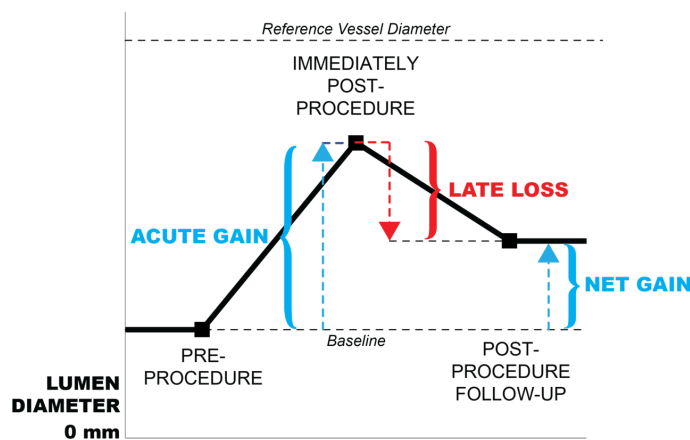 Reference Vessel Diameter
IMMEDIATELY
POST-
PROCEDURE
LATE LOSS
ACUTE GAIN
NET GAIN
Baseline
PRE-
PROCEDURE
POST-
PROCEDURE
FOLLOW-UP
LUMEN
DIAMETER
0 mm